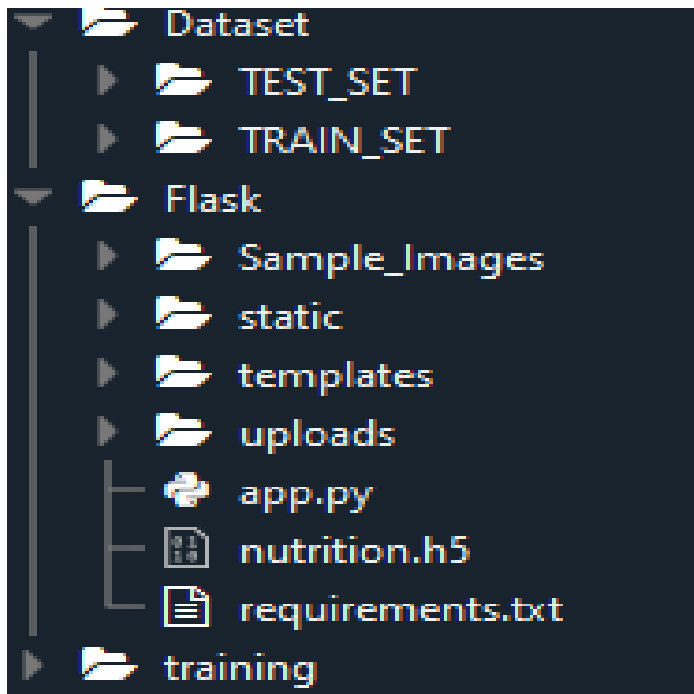 Dataset
TEST_SET
TRAIN_SET
Flask
Sample_Images
static
templates
uploads
app.py
nutrition.h5
requirements.txt
training